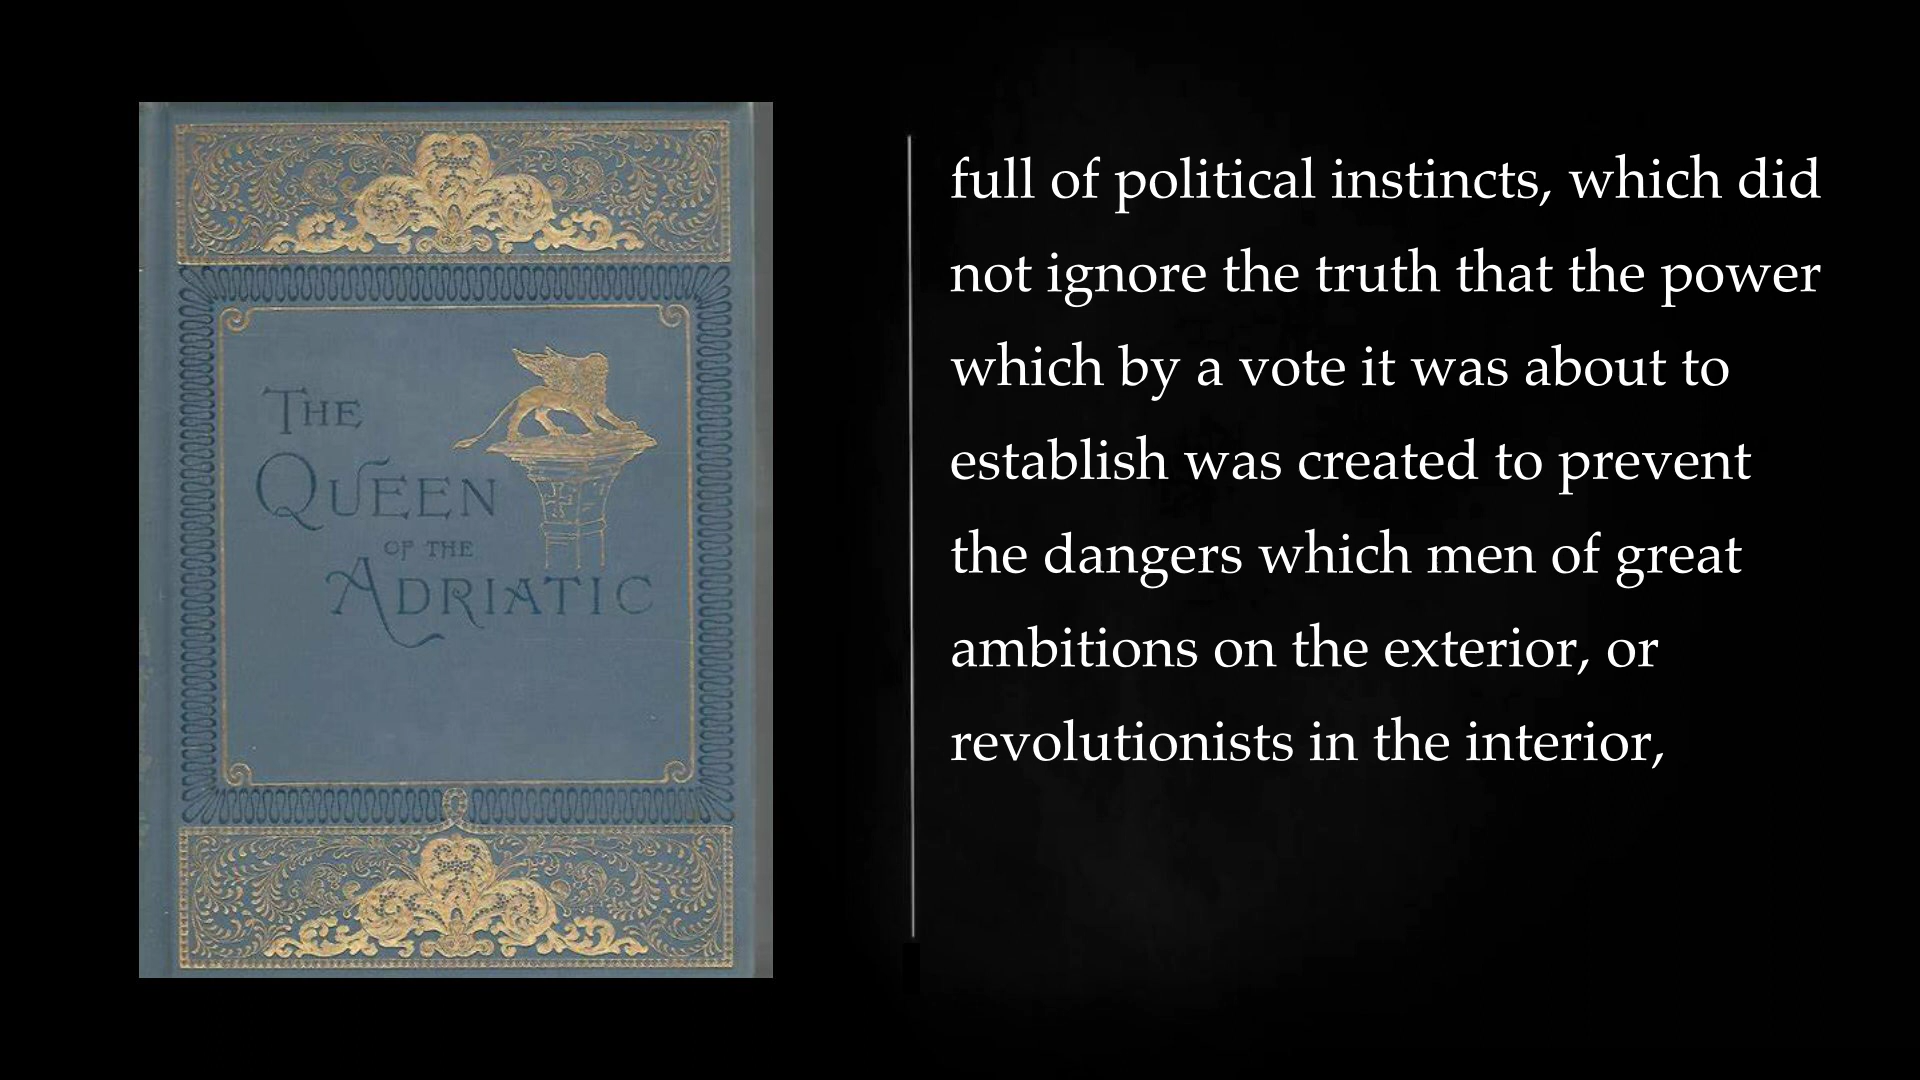 THE
QUEEN
OF THE
ADRIATIC
full of political instincts, which did
not ignore the truth that the power
which by a vote it was about to
establish was created to prevent
the dangers which men of great
ambitions on the exterior, or
revolutionists in the interior,